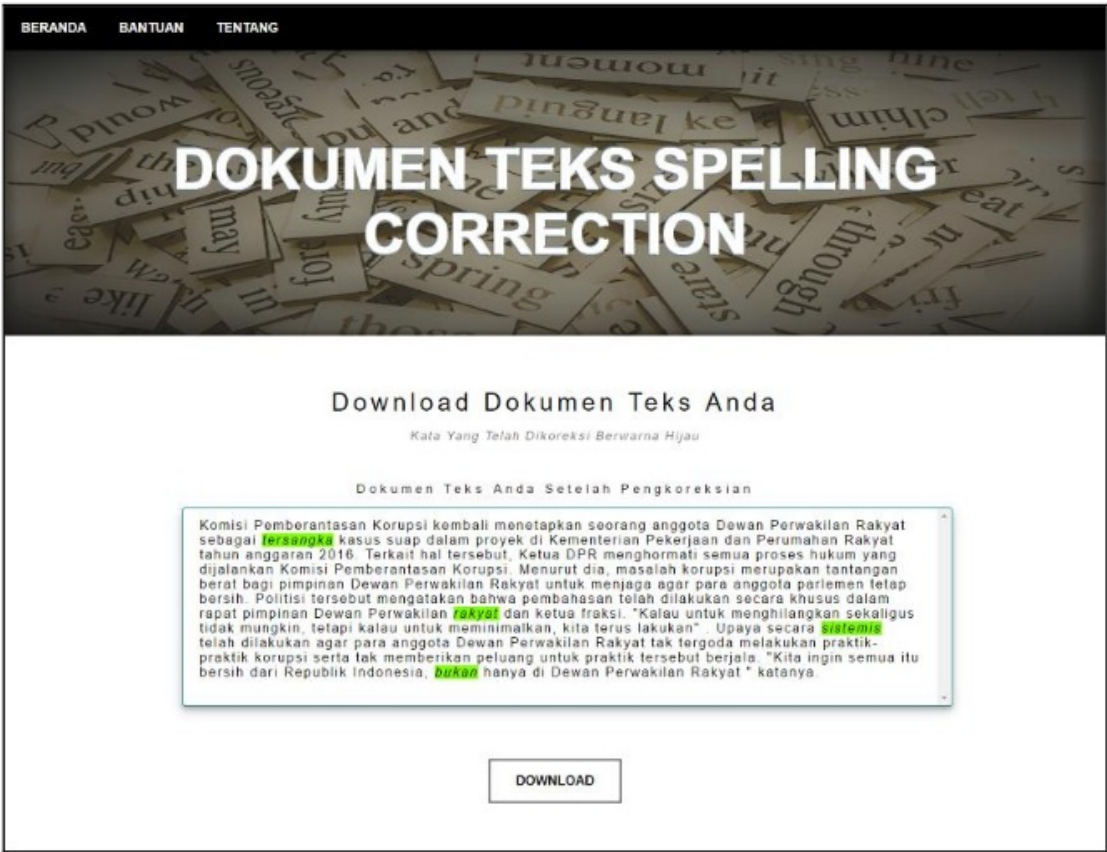 BERANDA BANTUAN TENTANG
DOKUMEN TEKS SPELLING
CORRECTION
Download Dokumen Teks Anda
Kata Yang Telah Dikoreksi Berwarna Hijau
Dokumen Teks Anda Setelah Pengkoreksian
Komisi Pemberantasan Korupsi kembali menetapkan seorang anggota Dewan Perwakilan Rakyat
sebagai tersangka kasus suap dalam proyek di Kementerian Pekerjaan dan Perumahan Rakyat
tahun anggaran 2016. Terkait hal tersebut, Ketua DPR menghormati semua proses hukum yang
dijalankan Komisi Pemberantasan Korupsi. Menurut dia, masalah korupsi merupakan tantangan
berat bagi pimpinan Dewan Perwakilan Rakyat untuk menjaga agar para anggota parlemen tetap
bersih. Politisi tersebut mengatakan bahwa pembahasan telah dilakukan secara khusus dalam
rapat pimpinan Dewan Perwakilan rakyat dan ketua fraksi. "Kalau untuk menghilangkan sekaligus
tidak mungkin, tetapi kalau untuk meminimalkan, kita terus lakukan" . Upaya secara sistemis
telah dilakukan agar para anggota Dewan Perwakilan Rakyat tak tergoda melakukan praktik-
praktik korupsi serta tak memberikan peluang untuk praktik tersebut berjala. "Kita ingin semua itu
bersih dari Republik Indonesia, bukan hanya di Dewan Perwakilan Rakyat " katanya.
DOWNLOAD